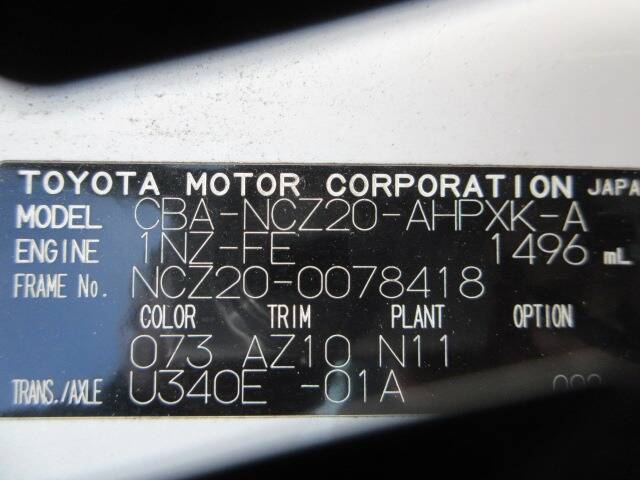 TOYOTA MOTOR CORPORATION JAPA
MODEL CBA-NCZ20-AHPXK-A
ENGINE 1NZ-FE 1496 mL
FRAME No. NCZ20-0078418
COLOR TRIM PLANT OPTION
073 AZ10 N11
TRANS./AXLE U340E -01A